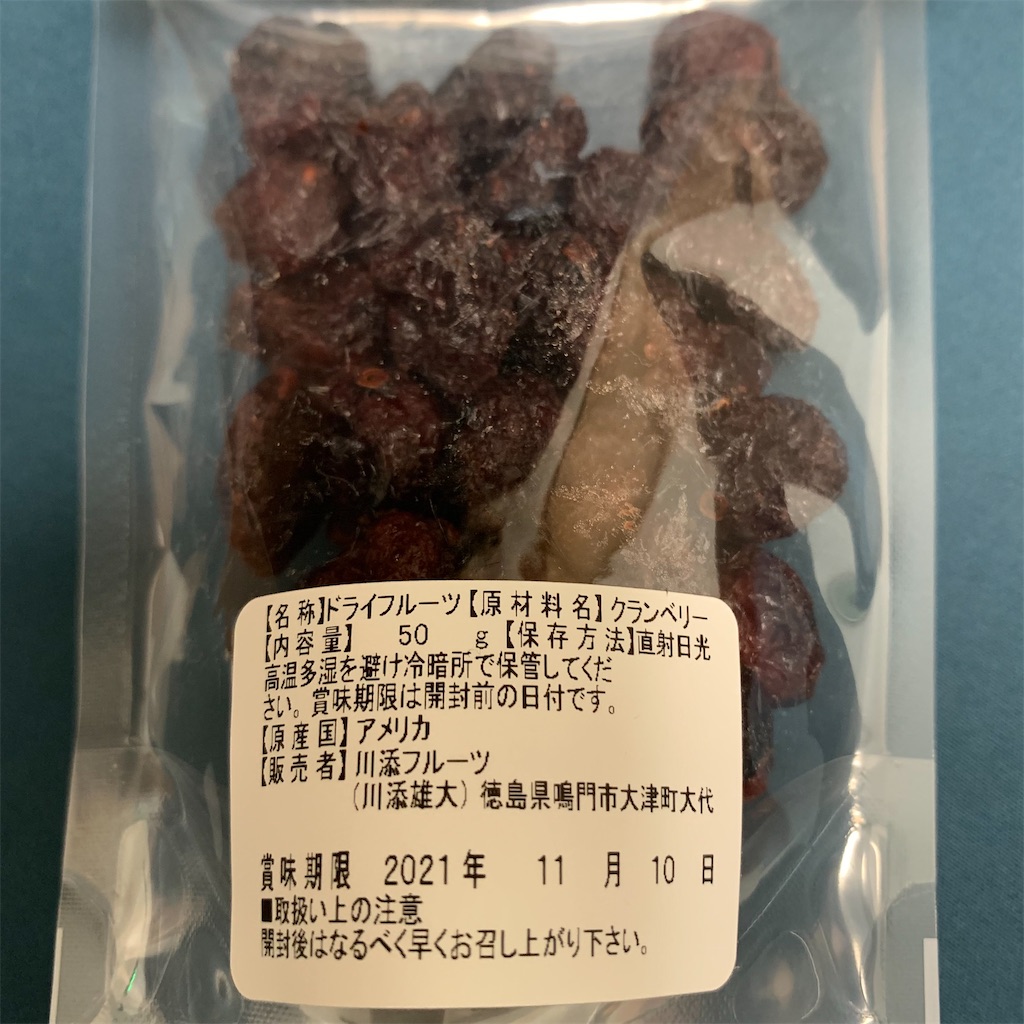 【名称】ドライフルーツ【原材料名】クランベリー
【内容量】 50 g【保存方法】直射日光
高温多湿を避け冷暗所で保管してくだ
さい。賞味期限は開封前の日付です。
【原産国】アメリカ
【販売者】川添フルーツ
(川添雄大)徳島県鳴門市大津町大代
賞味期限 2021年 11 月 10 日
■取扱い上の注意
開封後はなるべく早くお召し上がり下さい。